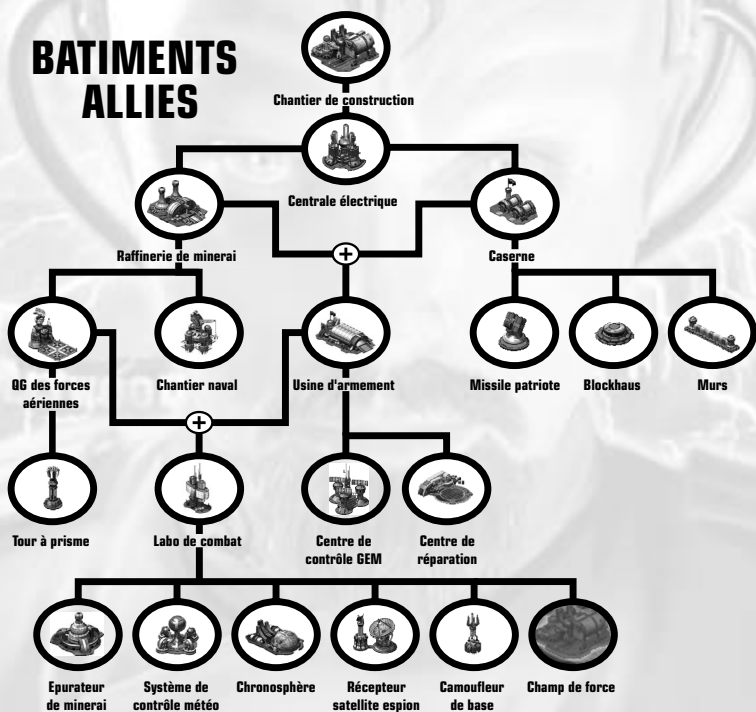 BATIMENTS
ALLIES
Chantier de construction
Centrale électrique
Raffinerie de minerai
+
Caserne
QG des forces
aériennes
Chantier naval
Usine d'armement
Missile patriote
Blockhaus
Murs
+
Tour à prisme
Labo de combat
Centre de
contrôle GEM
Centre de
réparation
Epurateur
de minerai
Système de
contrôle météo
Chronosphère
Récepteur
satellite espion
Camoufleur
de base
Champ de force